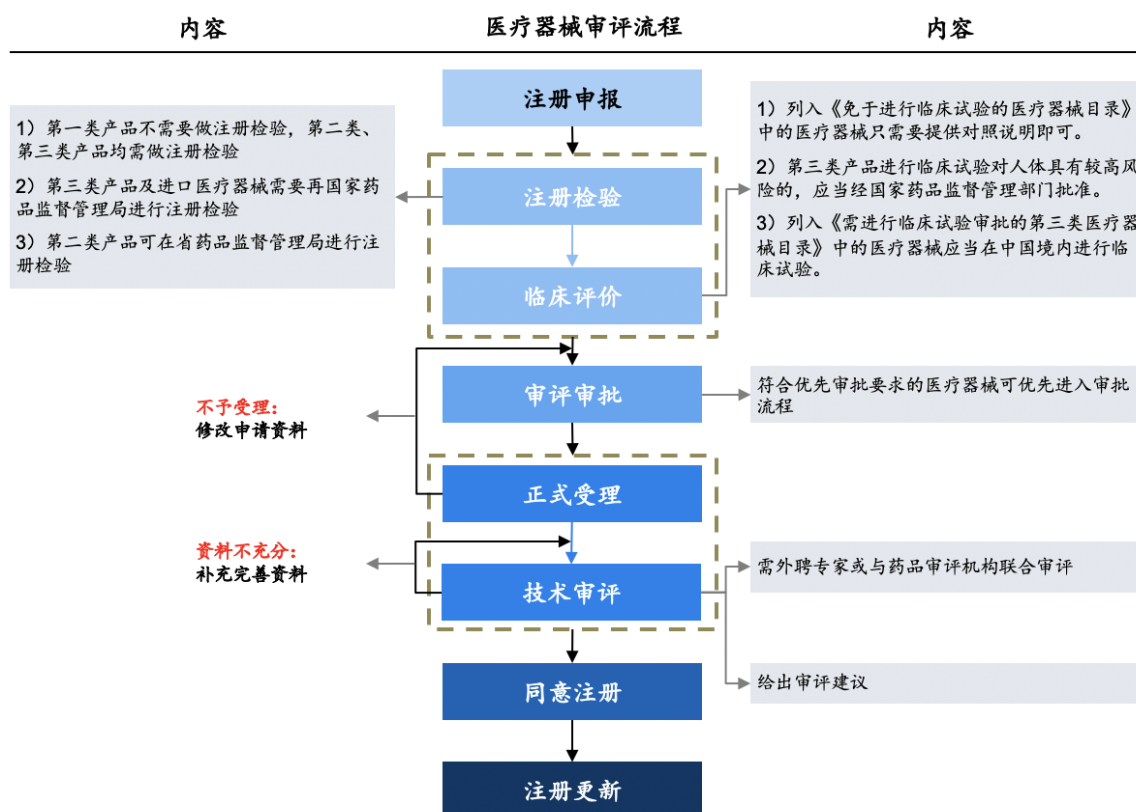 内容
医疗器械审评流程
内容
注册申报
1）第一类产品不需要做注册检验，第二类、
第三类产品均需做注册检验
2）第三类产品及进口医疗器械需要再国家药
品监督管理局进行注册检验
3）第二类产品可在省药品监督管理局进行注
册检验
注册检验
临床评价
1）列入《免于进行临床试验的医疗器械目录》
中的医疗器械只需要提供对照说明即可。
2）第三类产品进行临床试验对人体具有较高风
险的，应当经国家药品监督管理部门批准。
3）列入《需进行临床试验审批的第三类医疗器
械目录》中的医疗器械应当在中国境内进行临
床试验。
审评审批
符合优先审批要求的医疗器械可优先进入审批
流程
不予受理：
修改申请资料
正式受理
资料不充分：
补充完善资料
技术审评
需外聘专家或与药品审评机构联合审评
给出审评建议
同意注册
注册更新